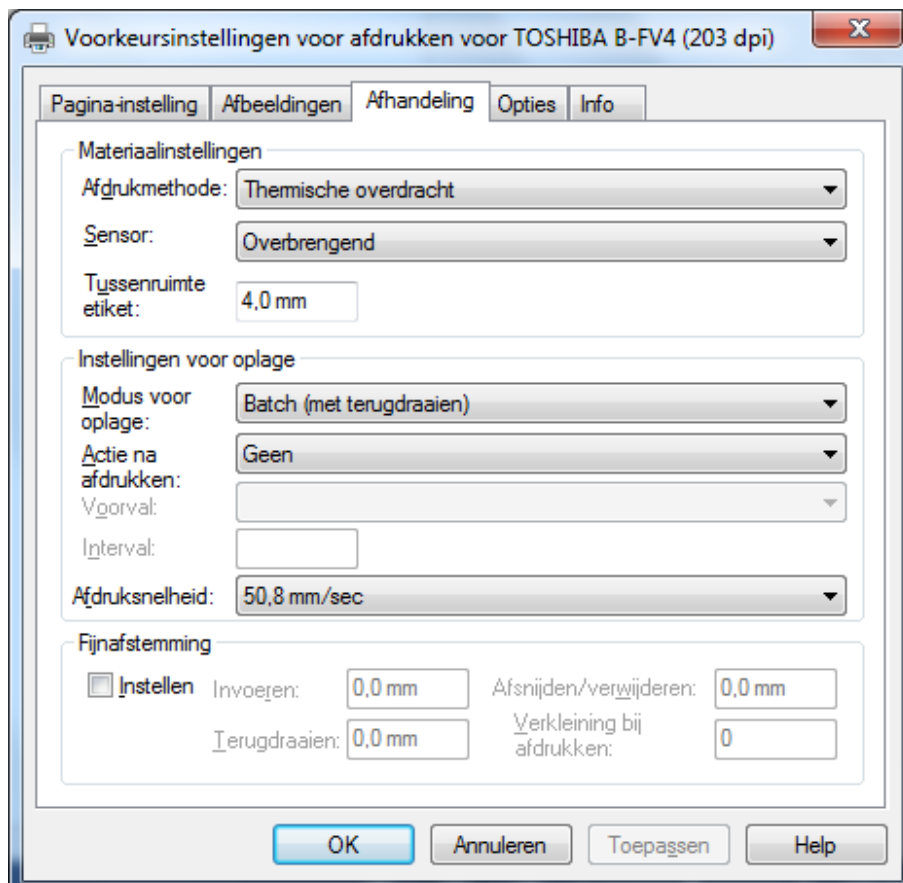 Voorkeursinstellingen voor afdrukken voor TOSHIBA B-FV4 (203 dpi)
Pagina-instelling Afbeeldingen Afhandeling Opties Info
Materiaalinstellingen
Afdrukmethode: Thermische overdracht
Sensor: Overbrengend
Tussenruimte
etiket: 4,0 mm
Instellingen voor oplage
Modus voor
oplage: Batch (met terugdraaien)
Actie na
afdrukken: Geen
Voorval:
Interval:
Afdruksnelheid: 50,8 mm/sec
Fijnafstemming
Instellen Invoeren: 0,0 mm Afsnijden/verwijderen: 0,0 mm
Terugdraaien: 0,0 mm Verkleining bij
afdrukken: 0
OK Annuleren Toepassen Help